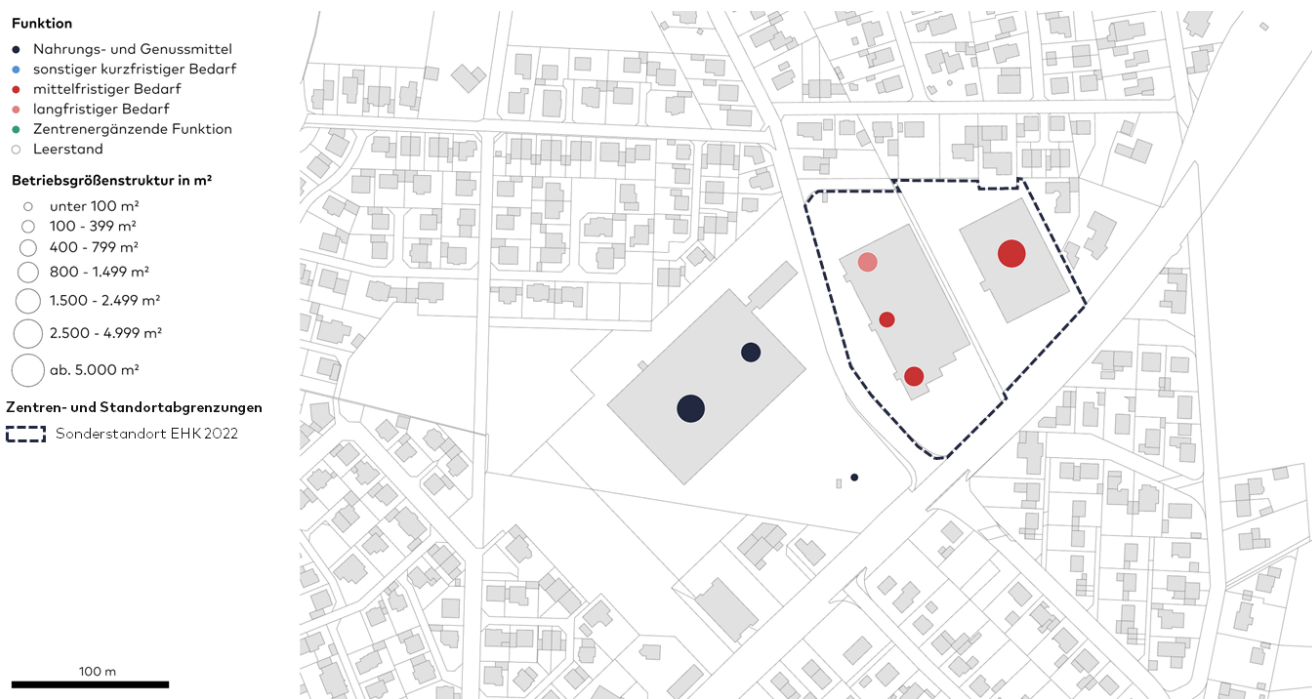 Funktion
Nahrungs- und Genussmittel
sonstiger kurzfristiger Bedarf
mittelfristiger Bedarf
langfristiger Bedarf
Zentrenergänzende Funktion
Leerstand
Betriebsgrößenstruktur in m²
unter 100 m²
100 - 399 m²
400 - 799 m²
800 - 1.499 m²
1.500 - 2.499 m²
2.500 - 4.999 m²
ab. 5.000 m²
Zentren- und Standortabgrenzungen
Sonderstandort EHK 2022
100 m